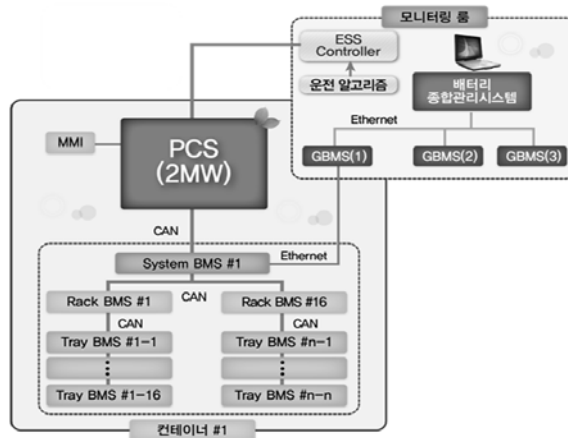 모니터링 룸
ESS
Controller
운전 알고리즘
배터리
종합관리시스템
Ethernet
GBMS(1)
GBMS(2)
GBMS(3)
MMI
PCS
(2MW)
CAN
Ethernet
System BMS #1
CAN
Rack BMS #1
Rack BMS #16
CAN
CAN
Tray BMS #1-1
Tray BMS #n-1
Tray BMS #1-16
Tray BMS #n-n
컨테이너 #1